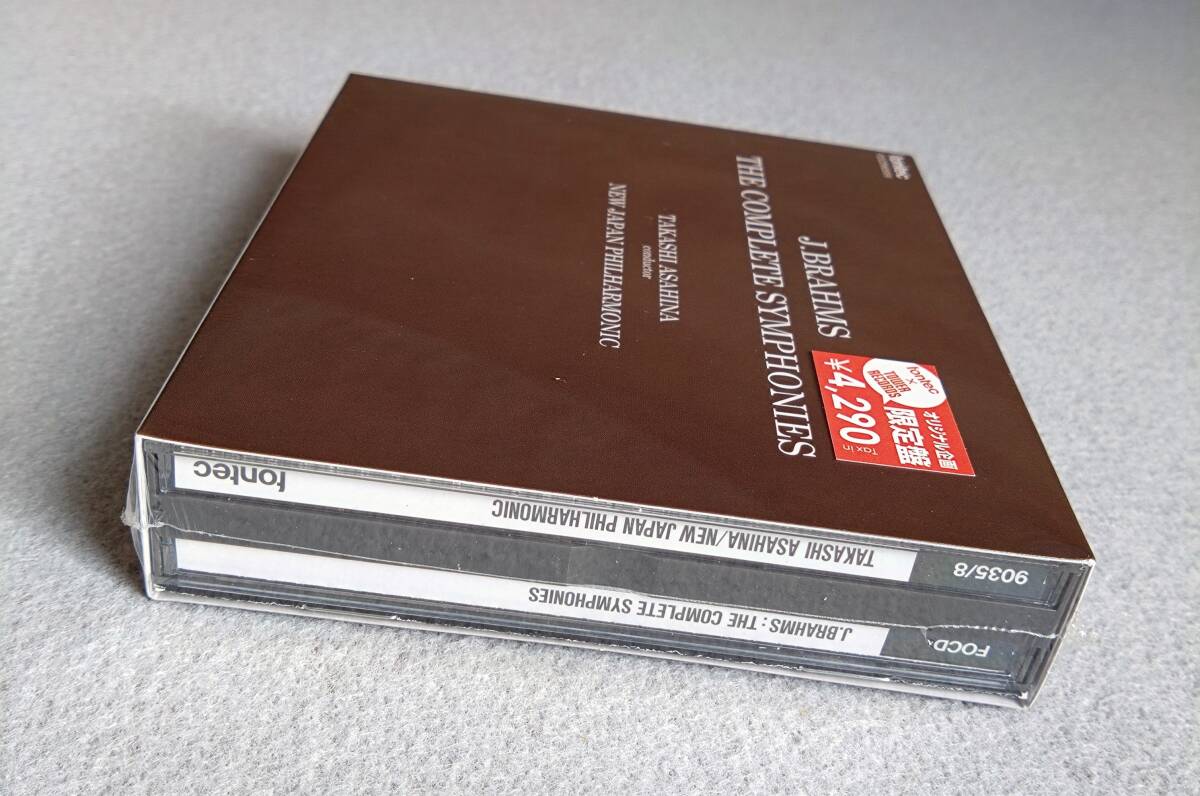 fontec
J.BRAHMS
THE COMPLETE SYMPHONIES
TAKASHI ASAHINA
conductor
NEW JAPAN PHILHARMONIC
fontec
×
TOWER
RECORDS
オリジナル企画
限定盤
¥4,290
Tax in
FOCD-
J.BRAHMS : THE COMPLETE SYMPHONIES
9035/8
TAKASHI ASAHINA/NEW JAPAN PHILHARMONIC
fontec